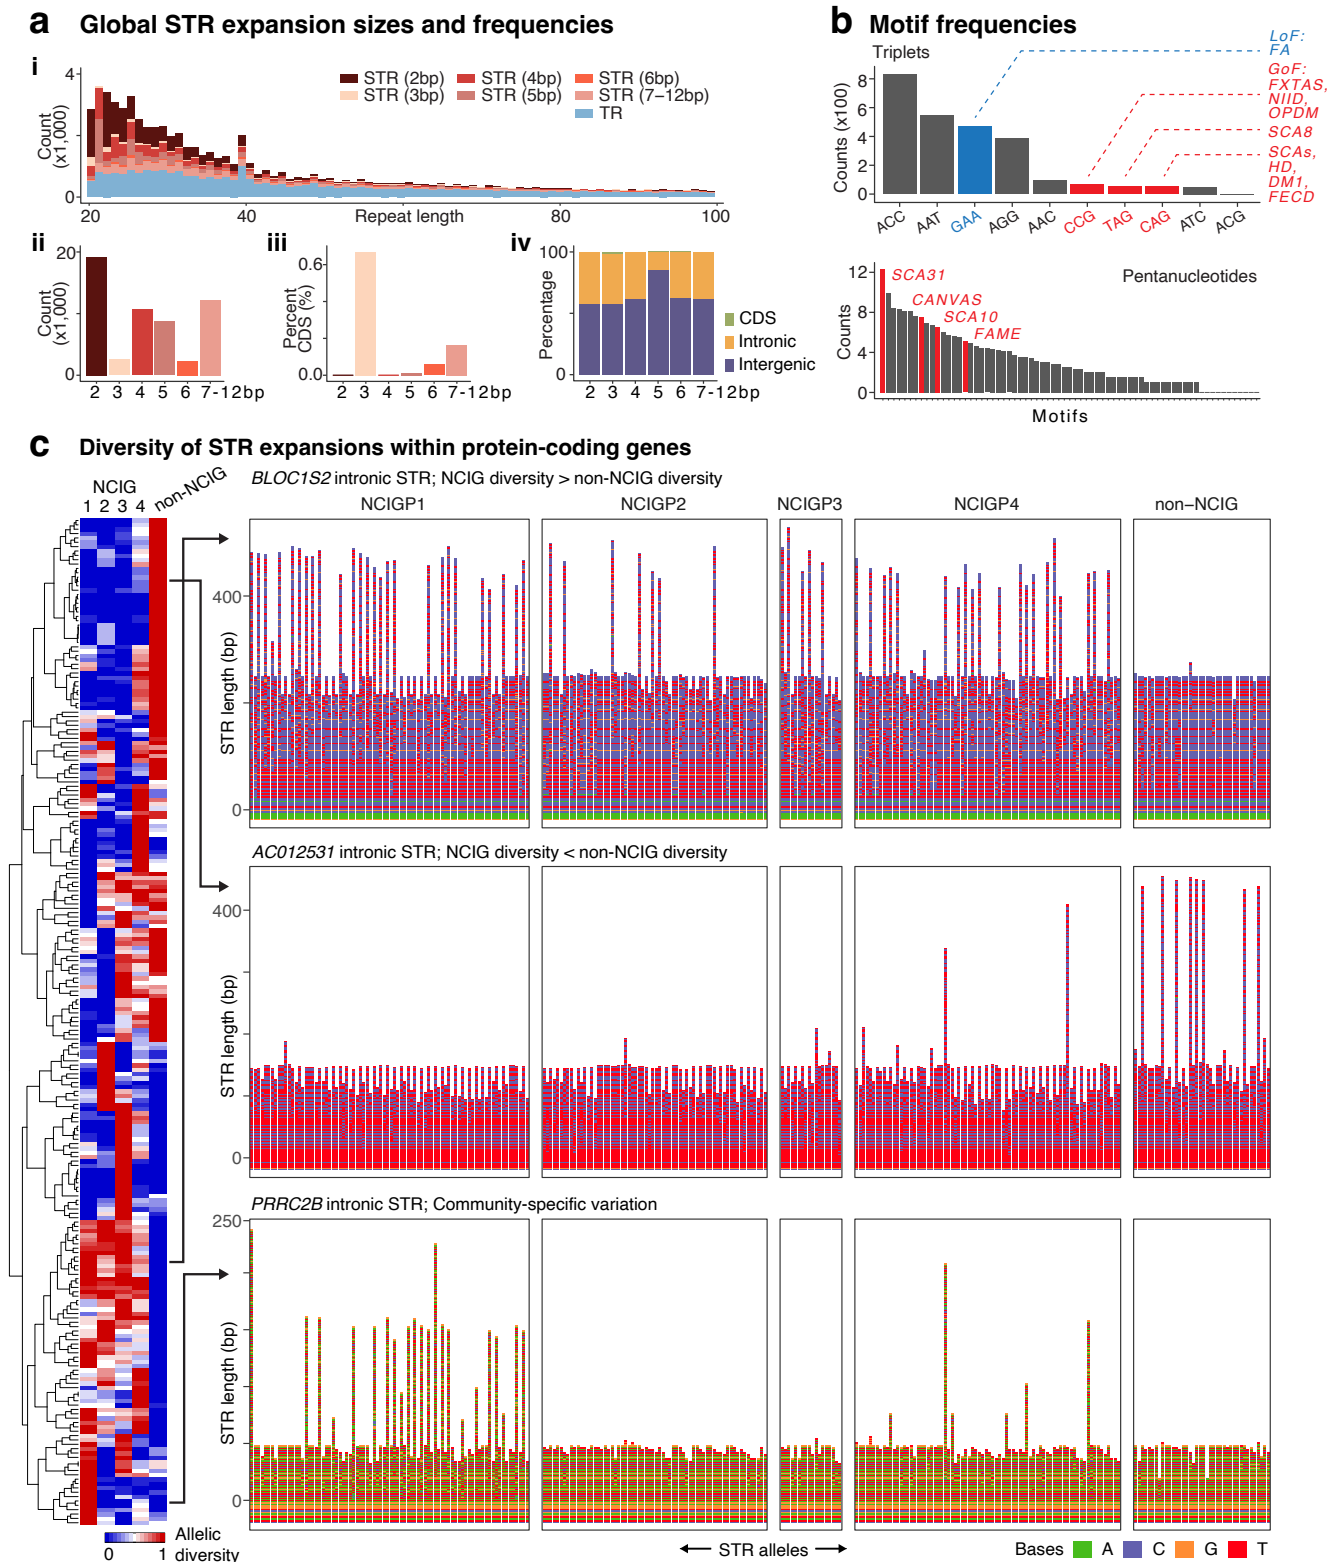 a Global STR expansion sizes and frequencies
i
4
0
Count
(x1,000)
STR (2bp)
STR (4bp)
STR (6bp)
STR (3bp)
STR (5bp)
STR (7–12bp)
TR
20
40
Repeat length
80
100
ii
20
0
Count
(x1,000)
2 3 4 5 6 7-12bp
iii
0.6
0.0
Percent
CDS (%)
2 3 4 5 6 7-12bp
iv
100
0
Percentage
CDS
Intronic
Intergenic
2 3 4 5 6 7-12bp
b Motif frequencies
Triplets
8
6
4
2
0
Counts (x100)
ACC AAT GAA AGG AAC CCG TAG CAG ATC ACG
LoF:
FA
GoF:
FXTAS,
NIID,
OPDM
SCA8
SCAs,
HD,
DM1,
FECD
12
8
4
0
Counts
SCA31
CANVAS
SCA10
FAME
Pentanucleotides
Motifs
c Diversity of STR expansions within protein-coding genes
NCIG
1 2 3 4 non-NCIG
BLOC1S2 intronic STR; NCIG diversity > non-NCIG diversity
NCIGP1
NCIGP2
NCIGP3
NCIGP4
non–NCIG
400
0
STR length (bp)
AC012531 intronic STR; NCIG diversity < non-NCIG diversity
400
0
STR length (bp)
PRRC2B intronic STR; Community-specific variation
250
0
STR length (bp)
0 1
Allelic
diversity
STR alleles
Bases A C G T